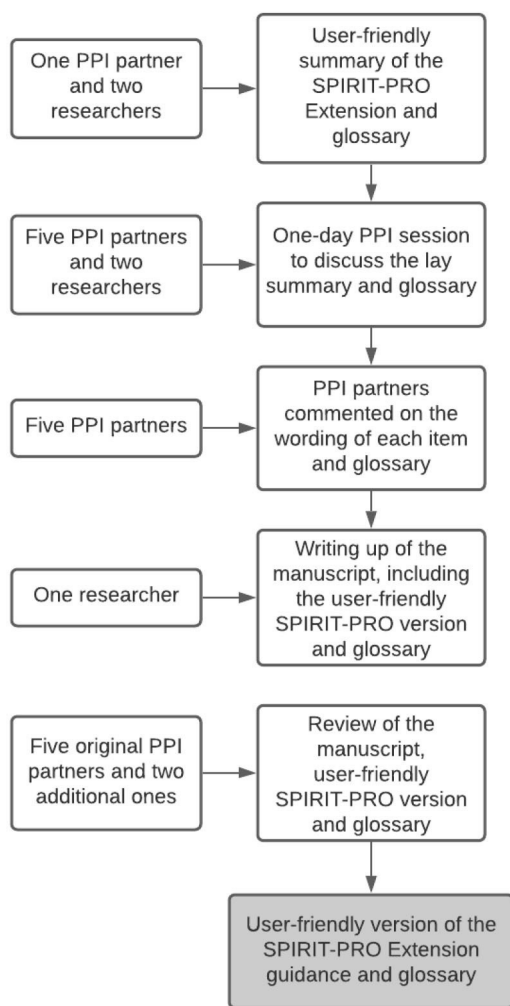 One PPI partner
and two
researchers
User-friendly
summary of the
SPIRIT-PRO
Extension and
glossary
Five PPI partners
and two
researchers
One-day PPI session
to discuss the lay
summary and glossary
Five PPI partners
PPI partners
commented on the
wording of each item
and glossary
One researcher
Writing up of the
manuscript, including
the user-friendly
SPIRIT-PRO version
and glossary
Five original PPI
partners and two
additional ones
Review of the
manuscript,
user-friendly
SPIRIT-PRO version
and glossary
User-friendly version of the
SPIRIT-PRO Extension
guidance and glossary